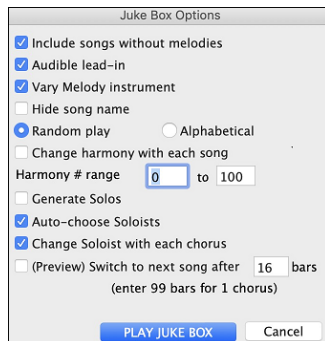 Juke Box Options
Include songs without melodies
Audible lead-in
Vary Melody instrument
Hide song name
Random play Alphabetical
Change harmony with each song
Harmony # range 0 to 100
Generate Solos
Auto-choose Soloists
Change Soloist with each chorus
(Preview) Switch to next song after 16 bars
(enter 99 bars for 1 chorus)
PLAY JUKE BOX Cancel